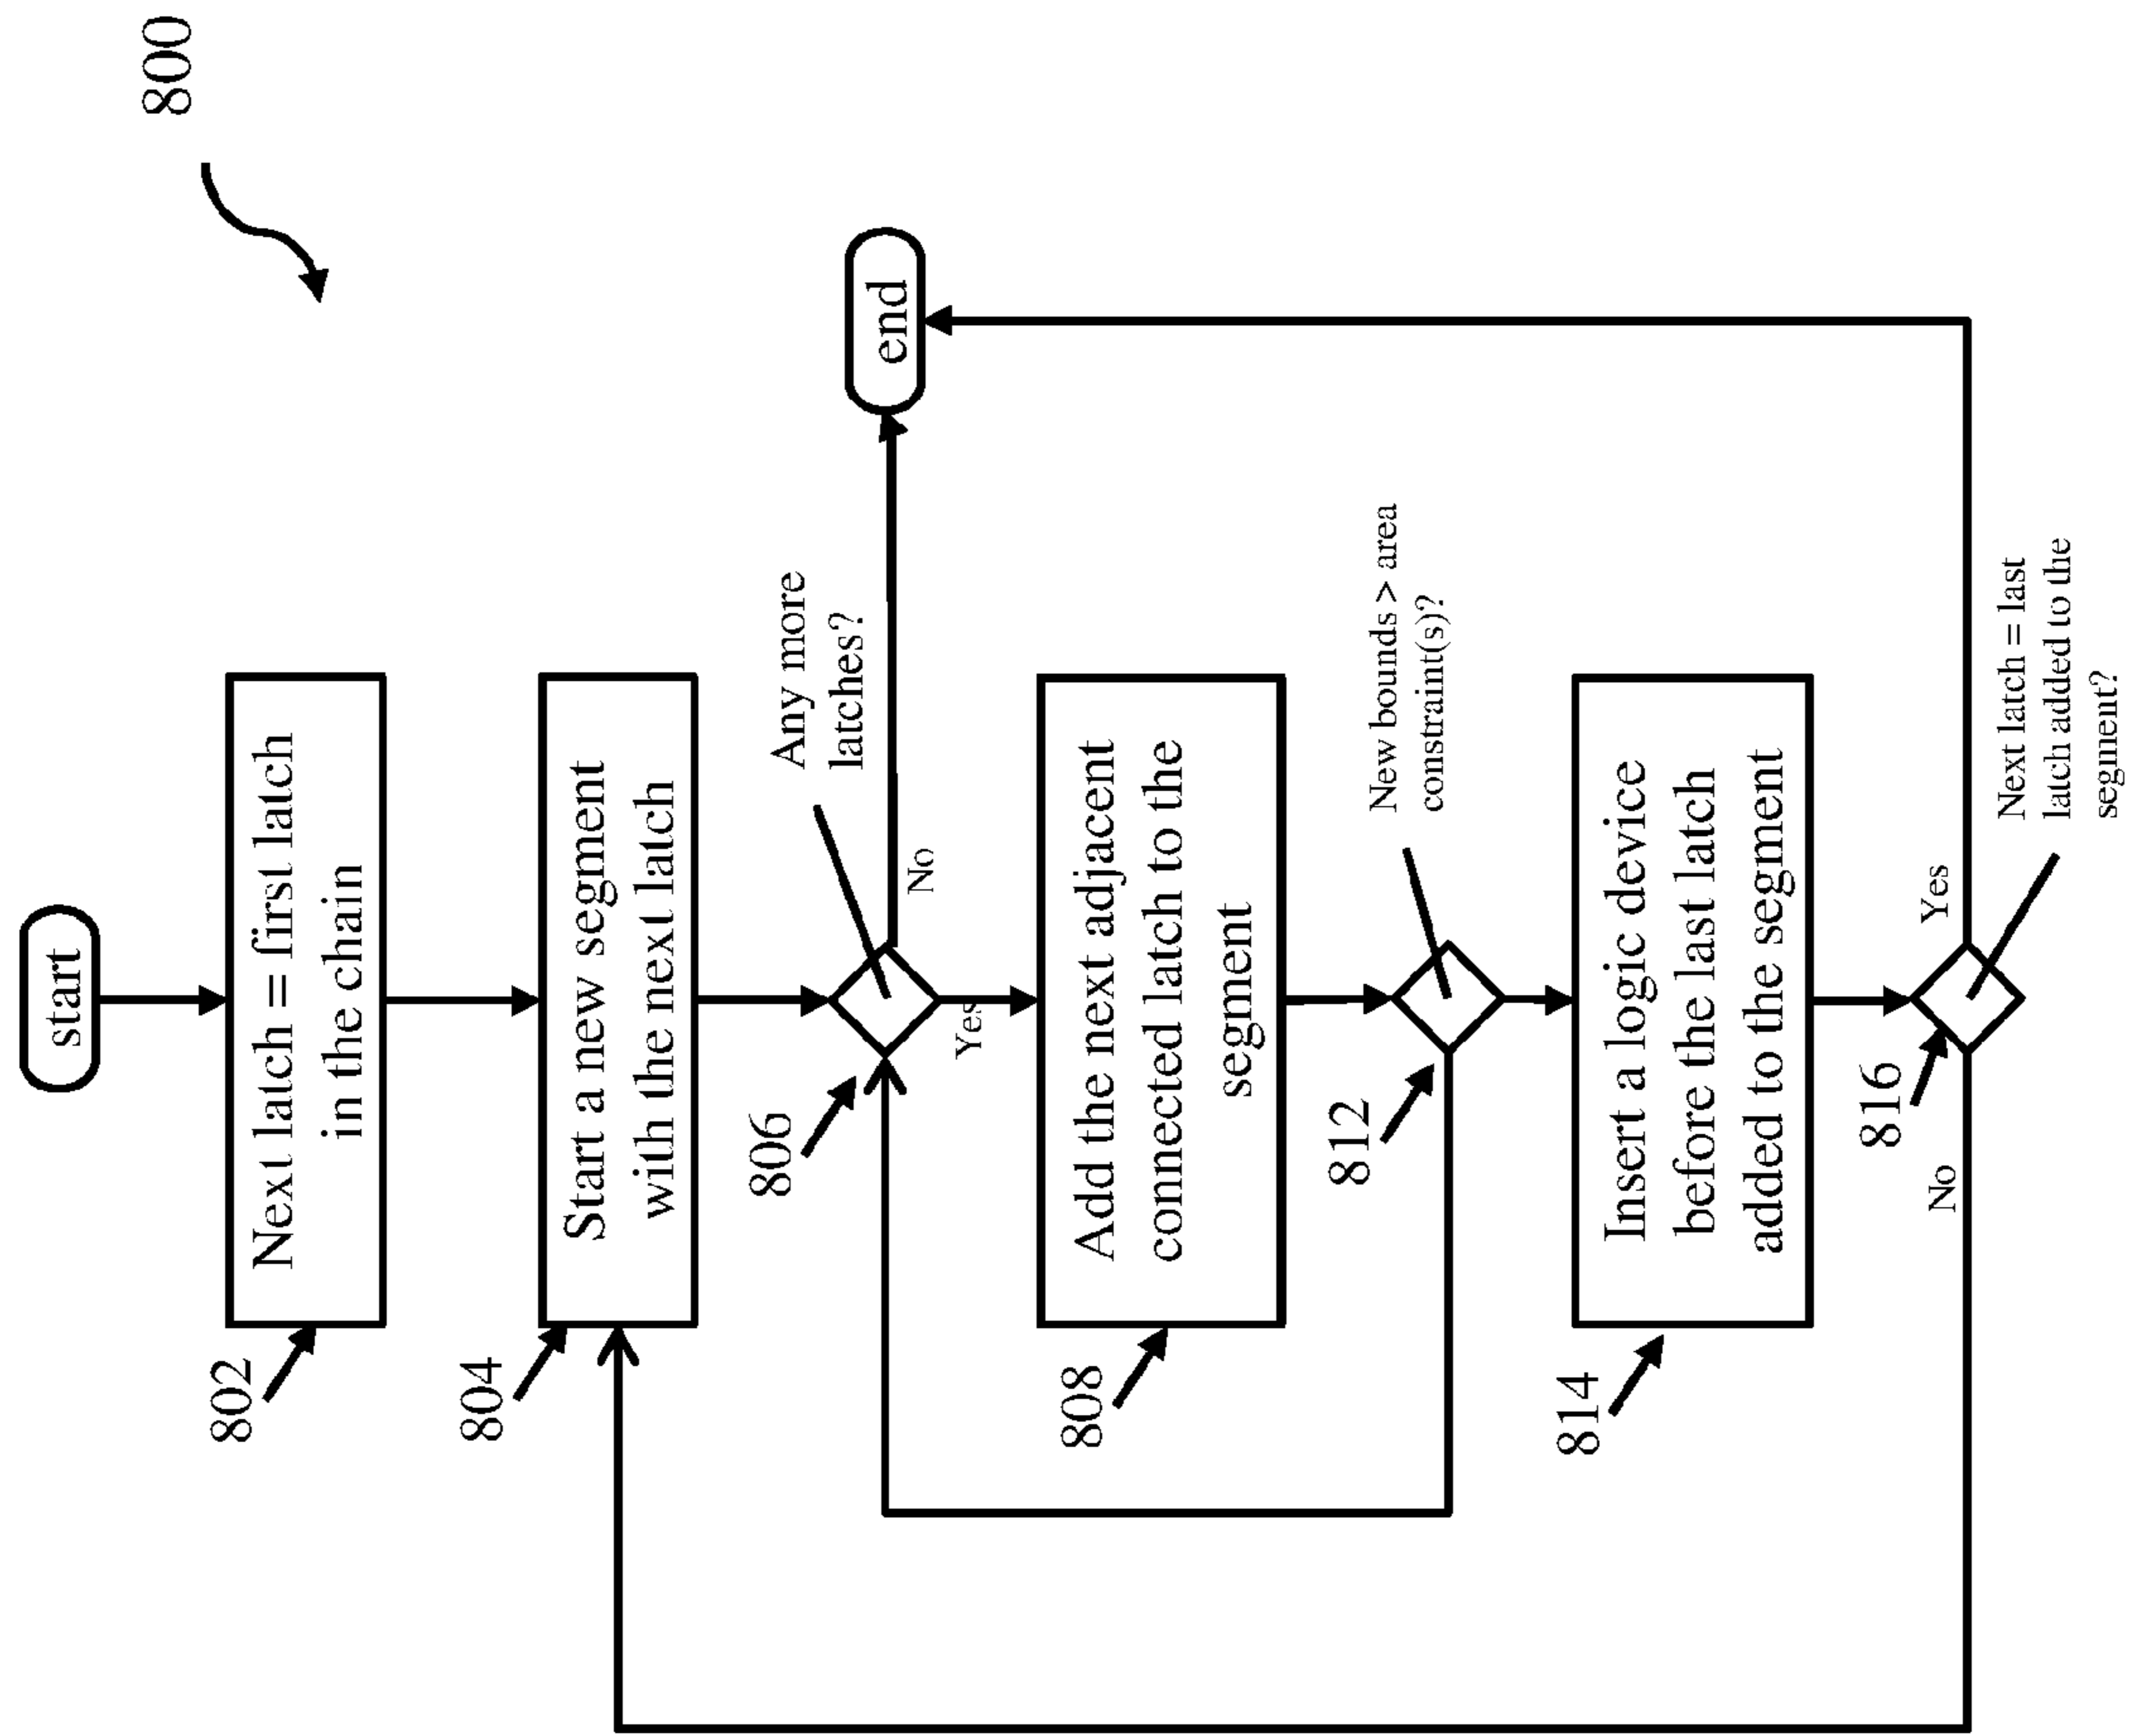 800
start
802
Next latch = first latch
in the chain
804
Start a new segment
with the next latch
806
Any more
latches?
No
end
Yes
808
Add the next adjacent
connected latch to the
segment
812
New bounds > area
constraint(s)?
814
Insert a logic device
before the last latch
added to the segment
816
No
Yes
Next latch = last
latch added to the
segment?